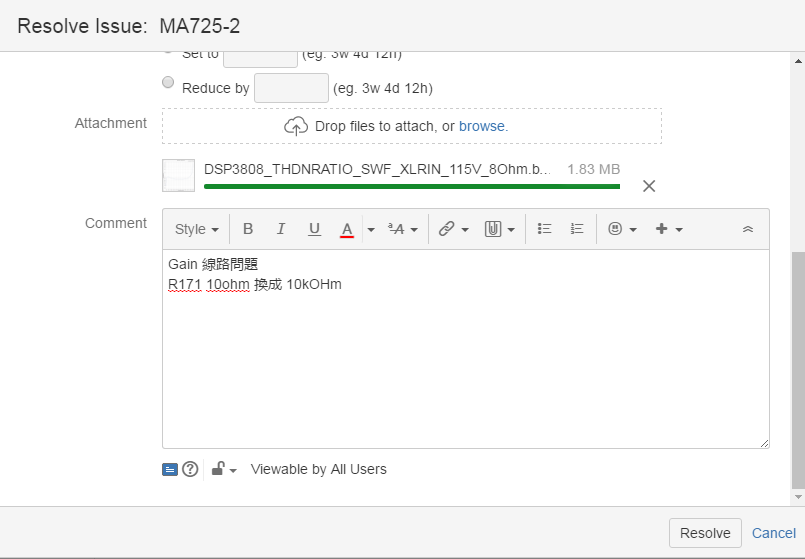 Resolve Issue: MA725-2
Set to (eg. 3w 4d 12h)
Reduce by (eg. 3w 4d 12h)
Attachment
Drop files to attach, or browse.
DSP3808_THDNRATIO_SWF_XLRIN_115V_8Ohm.b... 1.83 MB
Comment
Style B I U A ªA
Gain 線路問題
R171 10ohm 換成 10kOHm
Viewable by All Users
Resolve Cancel